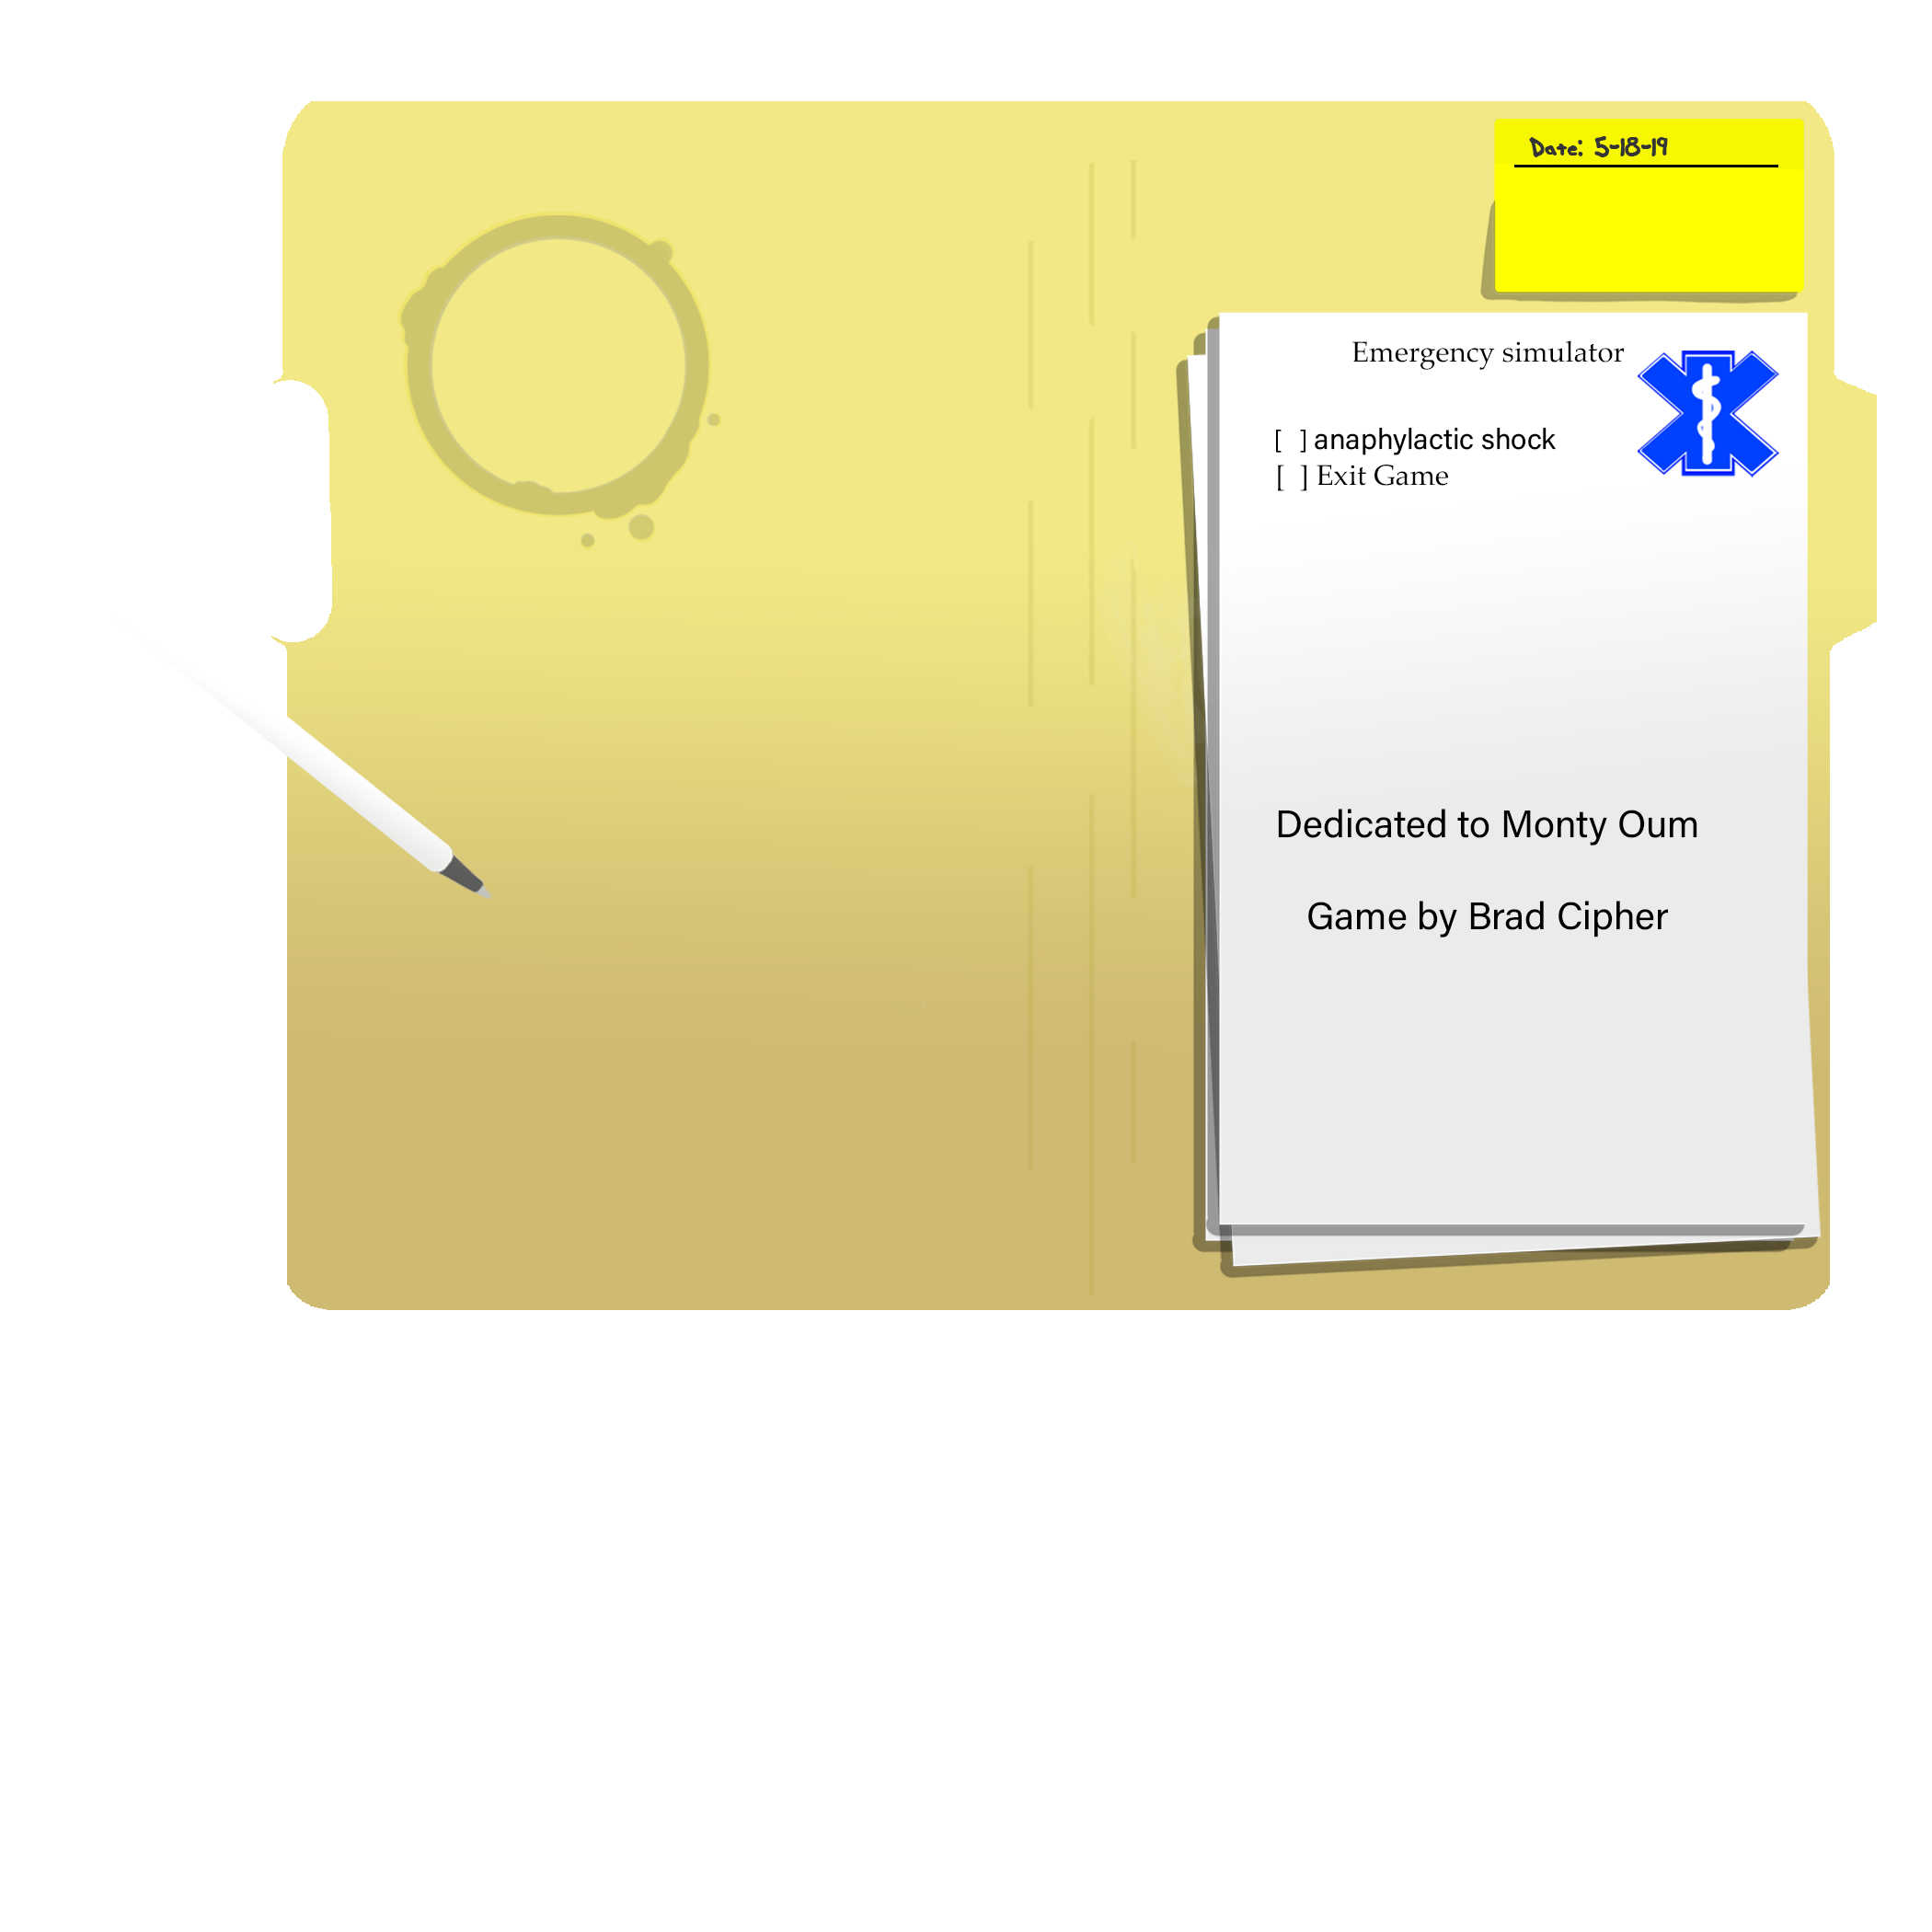 Date: 5-18-19
Emergency simulator
[ ] anaphylactic shock
[ ] Exit Game
Dedicated to Monty Oum
Game by Brad Cipher